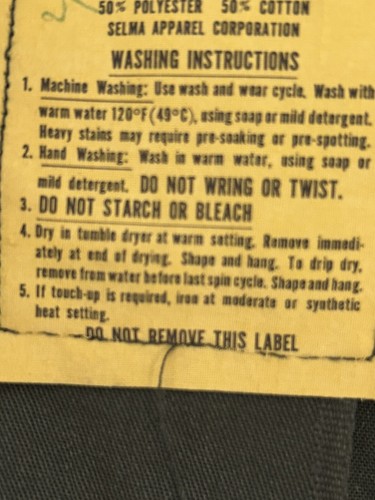 50% POLYESTER 50% COTTON
SELMA APPAREL CORPORATION
WASHING INSTRUCTIONS
1. Machine Washing: Use wash and wear cycle. Wash with
warm water 120°F (49°C), using soap or mild detergent.
Heavy stains may require pre-soaking or pre-spotting.
2. Hand Washing: Wash in warm water, using soap or
mild detergent. DO NOT WRING OR TWIST.
3. DO NOT STARCH OR BLEACH
4. Dry in tumble dryer at warm setting. Remove immedi-
ately at end of drying. Shape and hang. To drip dry,
remove from water before last spin cycle. Shape and hang.
5. If touch-up is required, iron at moderate or synthetic
heat setting.
DO NOT REMOVE THIS LABEL